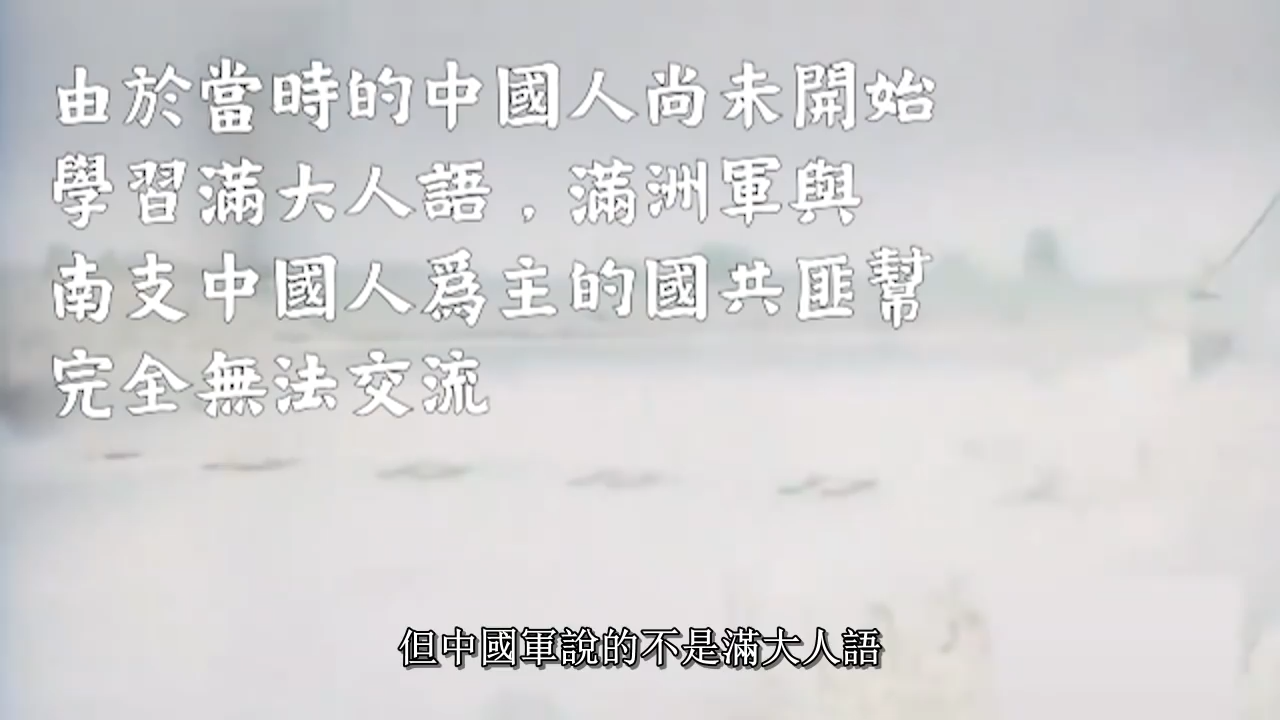 由於當時的中國人尚未開始
學習滿大人語，滿洲軍與
南支中國人爲主的國共匪幫
完全無法交流
但中國軍說的不是滿大人語